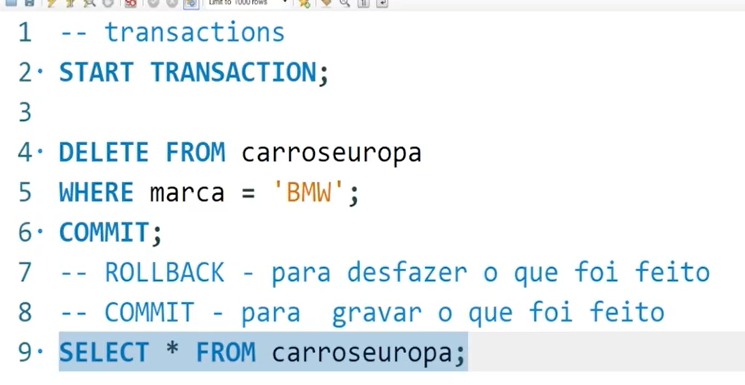 Limit to 1000 rows
1 -- transactions
2 START TRANSACTION;
3
4 DELETE FROM carroseuropa
5 WHERE marca = 'BMW';
6 COMMIT;
7 -- ROLLBACK - para desfazer o que foi feito
8 -- COMMIT - para  gravar o que foi feito
9 SELECT * FROM carroseuropa;